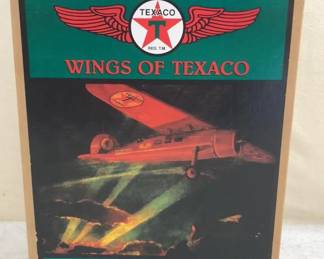 TEXACO
T
REG. T.M.
WINGS OF TEXACO